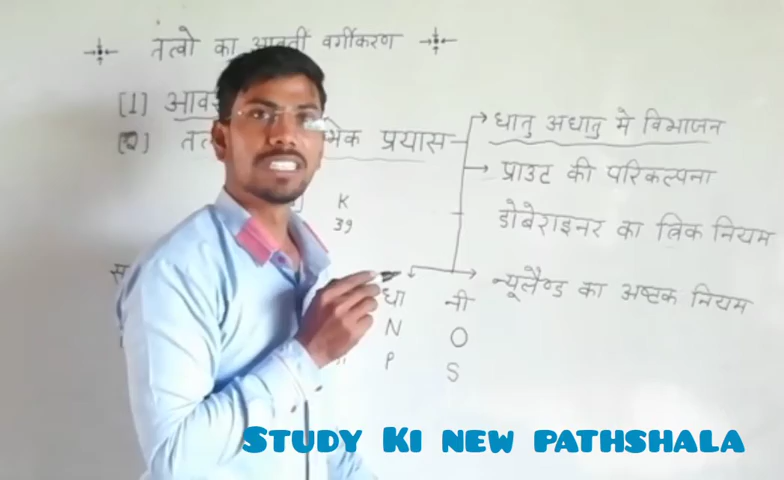 तत्वो का आवर्ती वर्गीकरण
[1] आवर
[2] तत् भिक प्रयास
धातु अधातु मे विभाजन
प्राउट की परिकल्पना
डोबेराइनर का त्रिक नियम
न्यूलैण्ड का अष्टक नियम
K
39
स
धा नी
N O
P S
STUDY KI NEW PATHSHALA